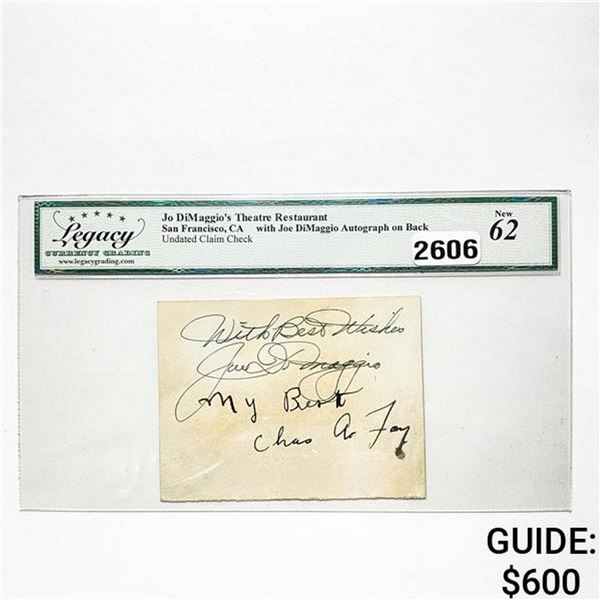 Legacy
CURRENCY GRADING
www.legacygrading.com
Jo DiMaggio's Theatre Restaurant
San Francisco, CA with Joe DiMaggio Autograph on Back
Undated Claim Check
New
62
2606
With Best Wishes
Joe DiMaggio
My Best
Chas A Fay
GUIDE:
$600